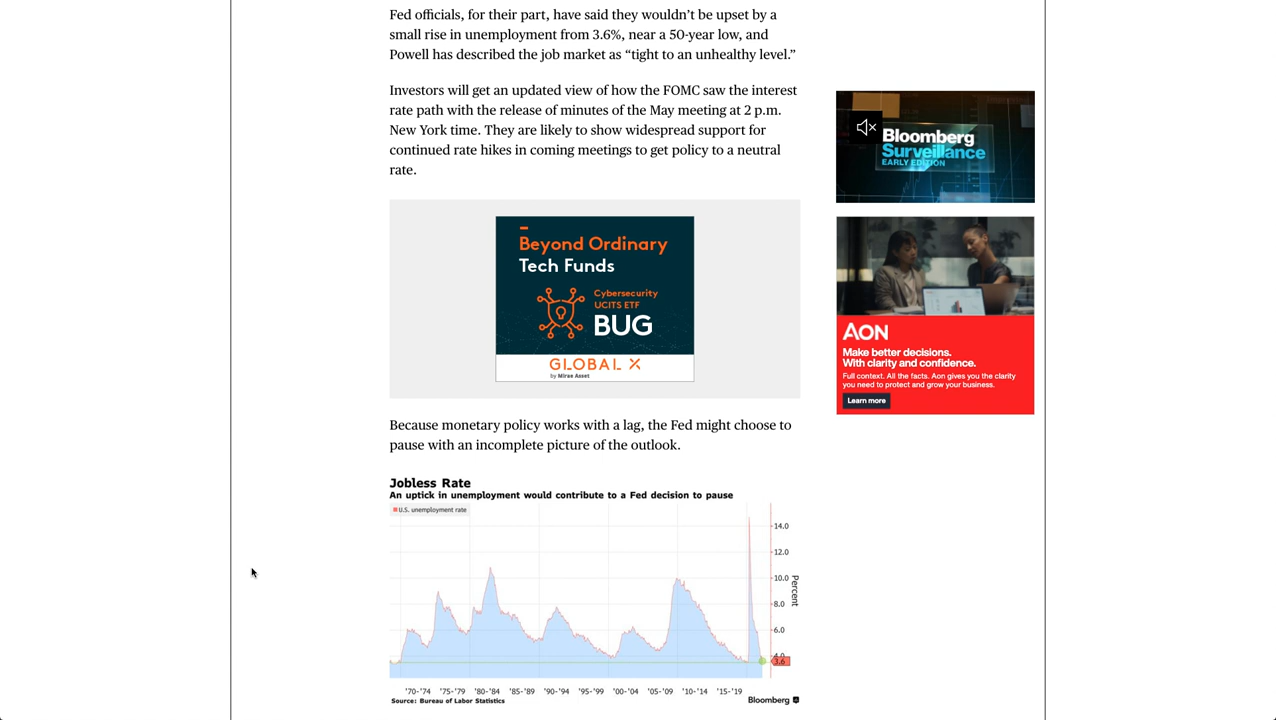 Fed officials, for their part, have said they wouldn’t be upset by a
small rise in unemployment from 3.6%, near a 50-year low, and
Powell has described the job market as “tight to an unhealthy level.”
Investors will get an updated view of how the FOMC saw the interest
rate path with the release of minutes of the May meeting at 2 p.m.
New York time. They are likely to show widespread support for
continued rate hikes in coming meetings to get policy to a neutral
rate.
Beyond Ordinary
Tech Funds
Cybersecurity
UCITS ETF
BUG
GLOBAL X
by Mirae Asset
Because monetary policy works with a lag, the Fed might choose to
pause with an incomplete picture of the outlook.
Jobless Rate
An uptick in unemployment would contribute to a Fed decision to pause
U.S. unemployment rate
14.0
12.0
10.0
8.0
6.0
4.0
3.6
Percent
'70-'74 '75-'79 '80-'84 '85-'89 '90-'94 '95-'99 '00-'04 '05-'09 '10-'14 '15-'19
Source: Bureau of Labor Statistics
Bloomberg
Bloomberg
Surveillance
EARLY EDITION
AON
Make better decisions.
With clarity and confidence.
Full context. All the facts. Aon gives you the clarity
you need to protect and grow your business.
Learn more